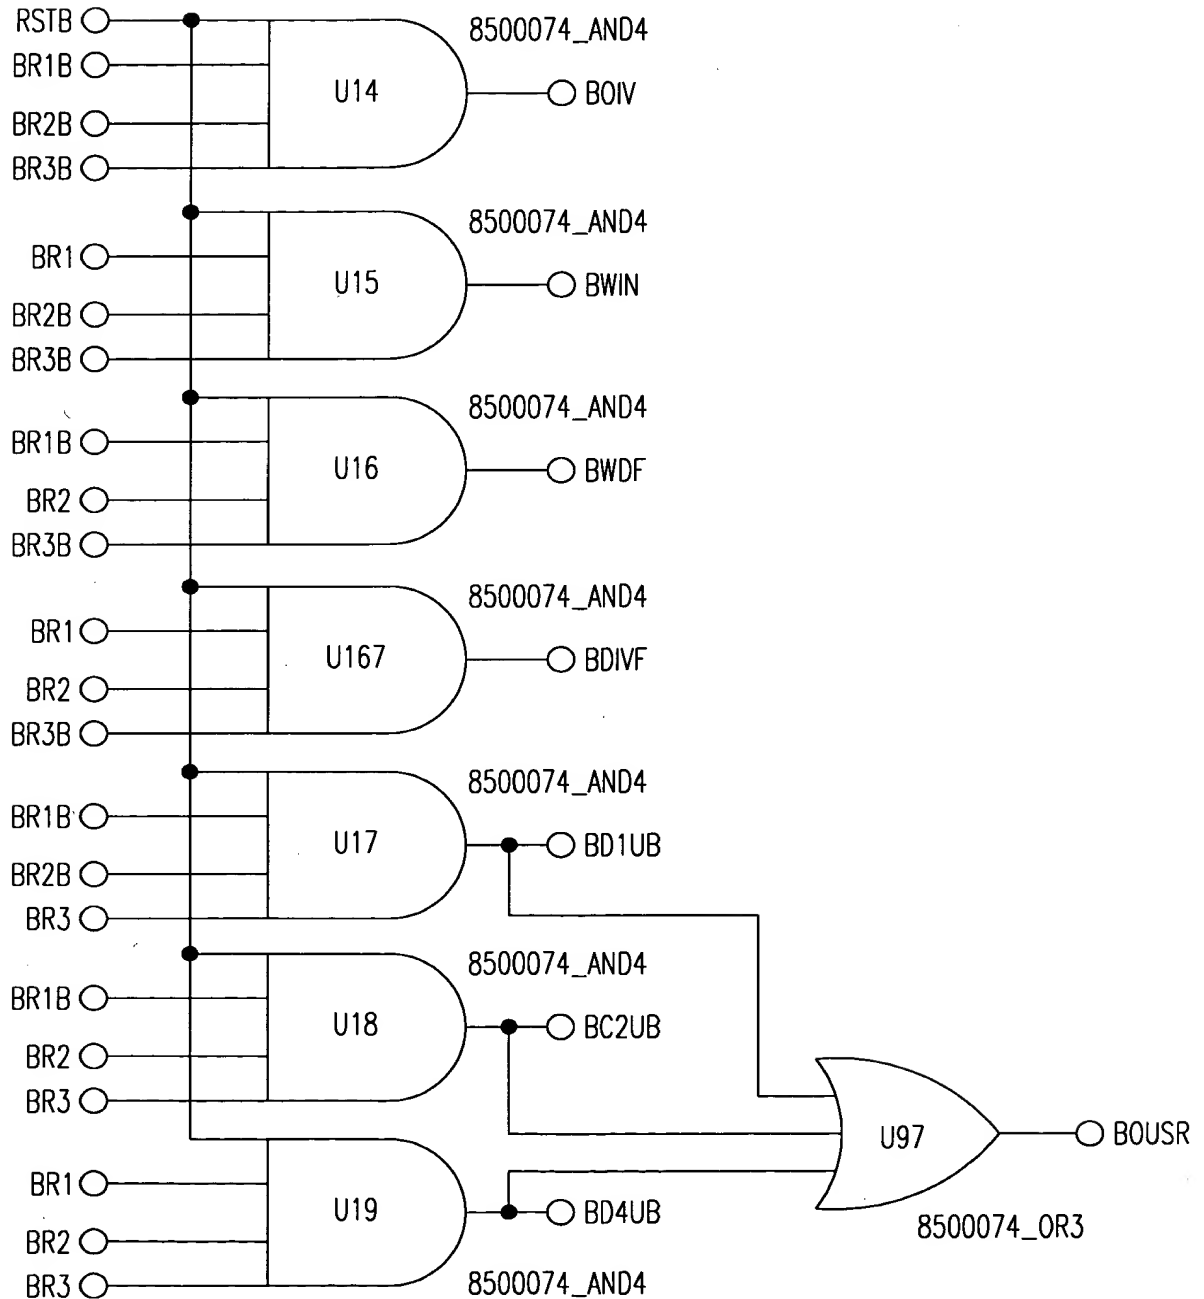 RSTB
8500074_AND4
BR1B
U14
BOIV
BR2B
BR3B
8500074_AND4
BR1
U15
BWIN
BR2B
BR3B
8500074_AND4
BR1B
U16
BWDF
BR2
BR3B
8500074_AND4
BR1
U167
BDIVF
BR2
BR3B
8500074_AND4
BR1B
U17
BD1UB
BR2B
BR3
8500074_AND4
BR1B
U18
BC2UB
BR2
BR3
U97
BOUSR
8500074_OR3
BR1
U19
BD4UB
BR2
BR3
8500074_AND4